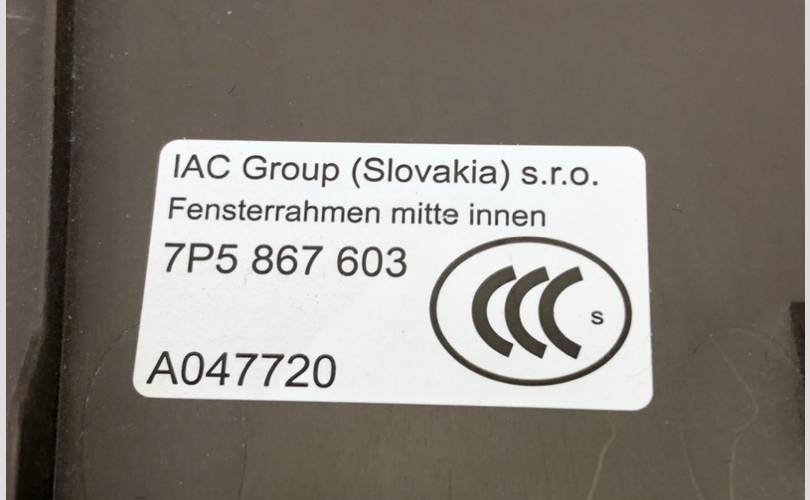 IAC Group (Slovakia) s.r.o.
Fensterrahmen mitte innen
7P5 867 603
CCC s
A047720